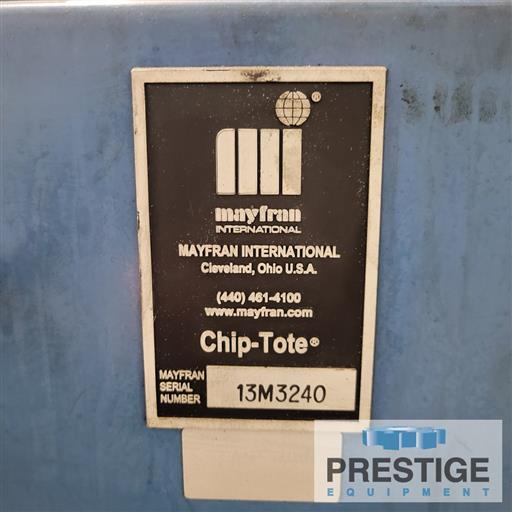 ®
mayfran
INTERNATIONAL
MAYFRAN INTERNATIONAL
Cleveland, Ohio U.S.A.
(440) 461-4100
www.mayfran.com
Chip-Tote®
MAYFRAN
SERIAL
NUMBER
13M3240
PRESTIGE
EQUIPMENT